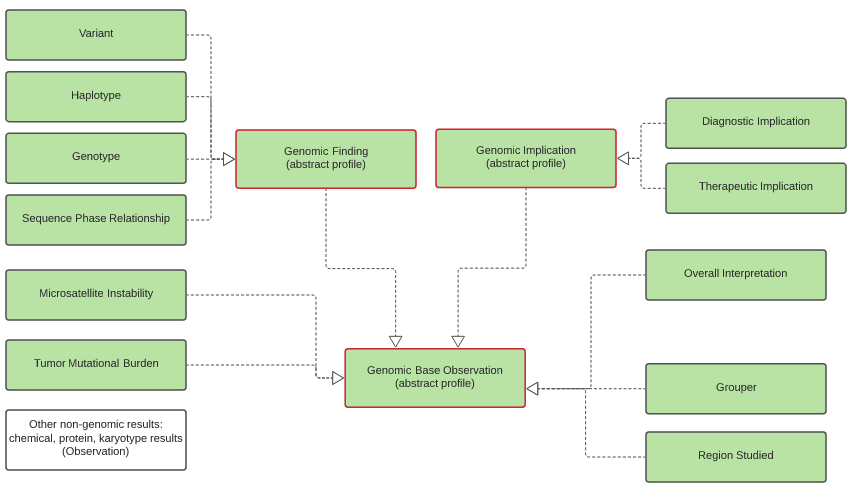 Variant
Haplotype
Genotype
Sequence Phase Relationship
Microsatellite Instability
Tumor Mutational Burden
Other non-genomic results:
chemical, protein, karyotype results
(Observation)
Genomic Finding
(abstract profile)
Genomic Implication
(abstract profile)
Genomic Base Observation
(abstract profile)
Diagnostic Implication
Therapeutic Implication
Overall Interpretation
Grouper
Region Studied